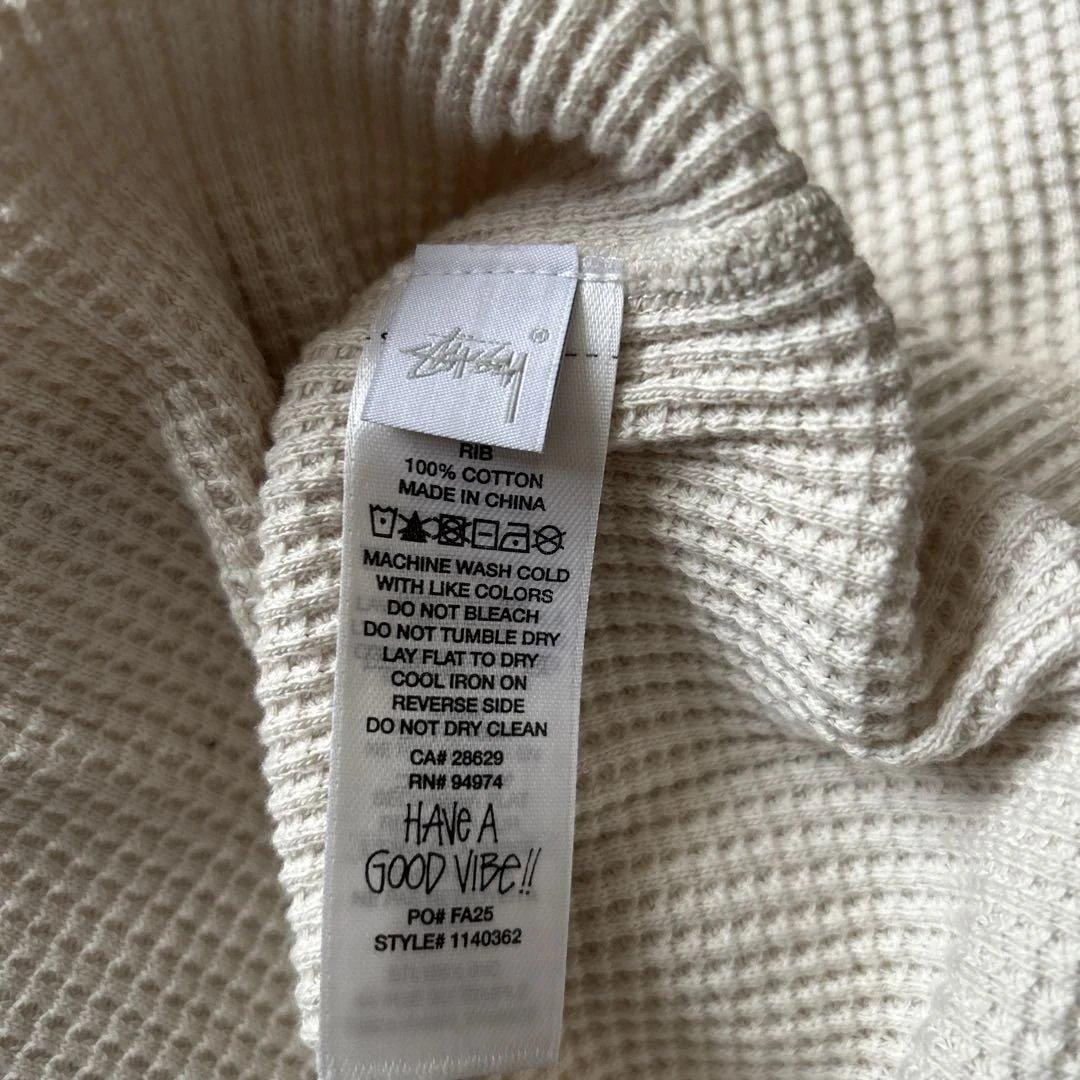 Stüssy ®
RIB
100% COTTON
MADE IN CHINA
MACHINE WASH COLD
WITH LIKE COLORS
DO NOT BLEACH
DO NOT TUMBLE DRY
LAY FLAT TO DRY
COOL IRON ON
REVERSE SIDE
DO NOT DRY CLEAN
CA# 28629
RN# 94974
HAVE A
GOOD VIBE!!
PO# FA25
STYLE# 1140362